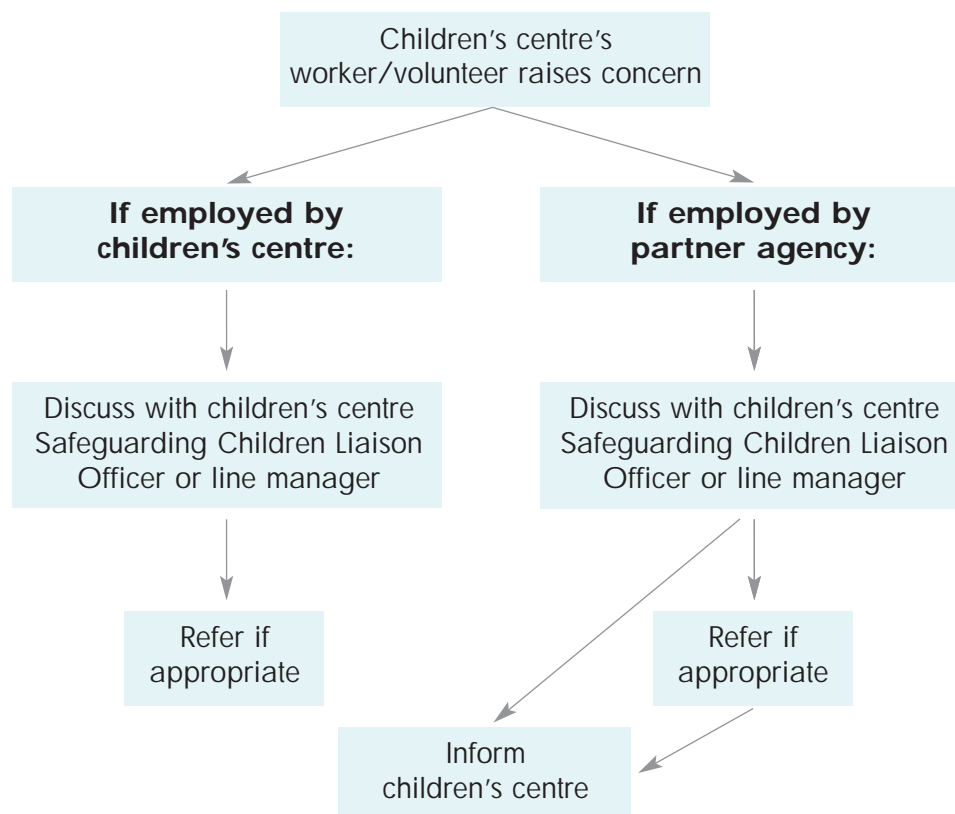 Children's centre's
worker/volunteer raises concern
If employed by
children's centre:
If employed by
partner agency:
Discuss with children's centre
Safeguarding Children Liaison
Officer or line manager
Discuss with children's centre
Safeguarding Children Liaison
Officer or line manager
Refer if
appropriate
Refer if
appropriate
Inform
children's centre